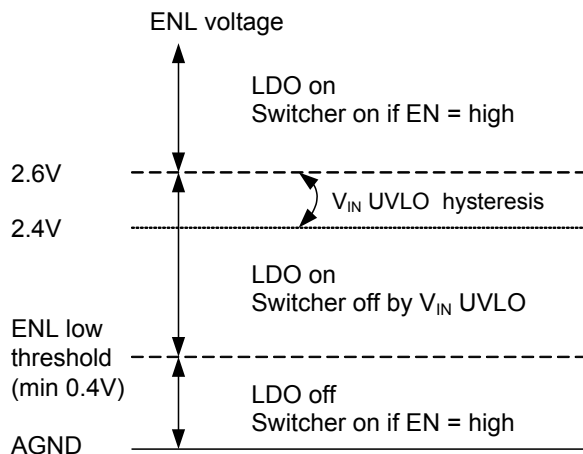 ENL voltage
LDO on
Switcher on if EN = high
2.6V
VIN UVLO hysteresis
2.4V
LDO on
Switcher off by VIN UVLO
ENL low
threshold
(min 0.4V)
LDO off
Switcher on if EN = high
AGND